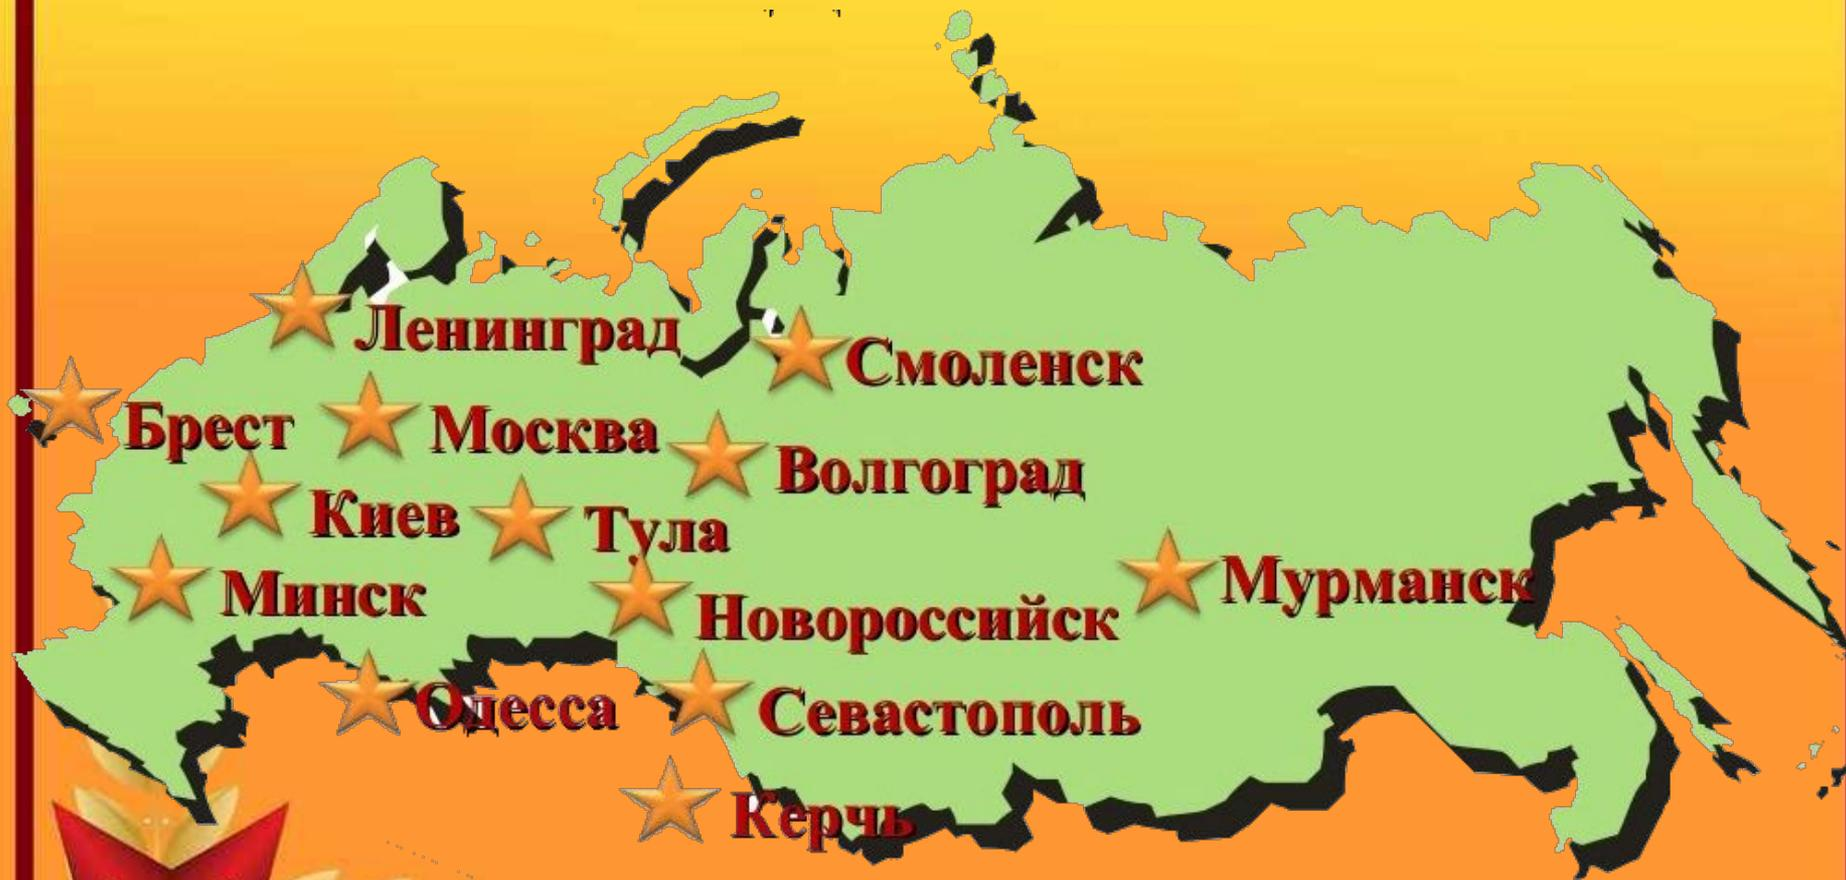 Ленинград
Смоленск
Брест
Москва
Волгоград
Киев
Тула
Минск
Новороссийск
Мурманск
Одесса
Севастополь
Керчь